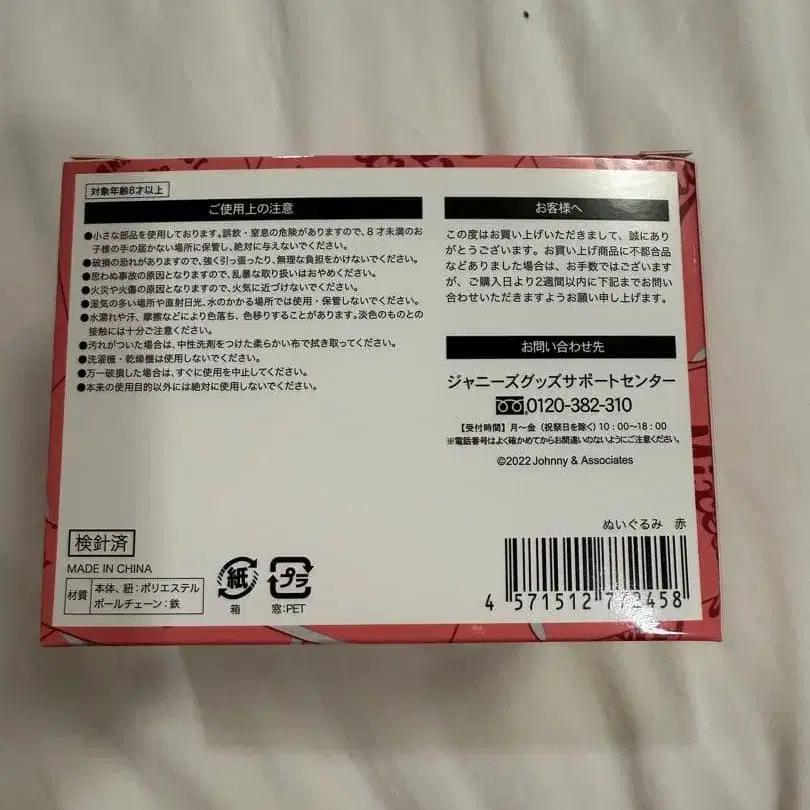 対象年齢8才以上
ご使用上の注意
●小さな部品を使用しております。誤飲・窒息の危険がありますので、8才未満のお
子様の手の届かない場所に保管し、絶対に与えないでください。
●破損の恐れがありますので、強く引っ張ったり、無理な負担をかけないでください。
●思わぬ事故の原因となりますので、乱暴な取り扱いはおやめください。
●火災や火傷の原因となりますので、火気に近づけないでください。
●湿気の多い場所や直射日光、水のかかる場所では使用・保管しないでください。
●水濡れや汗、摩擦などにより色落ち、色移りすることがあります。淡色のものとの
接触には十分ご注意ください。
●汚れがついた場合は、中性洗剤をつけた柔らかい布で拭き取ってください。
●洗濯機・乾燥機は使用しないでください。
●万一破損した場合は、すぐに使用を中止してください。
●本来の使用目的以外には絶対に使用しないでください。
お客様へ
この度はお買い上げいただきまして、誠にあり
がとうございます。お買い上げ商品に不都合品
などありました場合は、お手数ではございます
が、ご購入日より2週間以内に下記までお問い
合わせいただきますようお願い申し上げます。
お問い合わせ先
ジャニーズグッズサポートセンター
0120-382-310
【受付時間】月〜金(祝祭日を除く)10:00〜18:00
※電話番号はよく確かめてからお間違いのないようにご注意ください。
©2022 Johnny & Associates
検針済
MADE IN CHINA
材質
本体、紐:ポリエステル
ボールチェーン:鉄
紙
箱
プラ
窓:PET
ぬいぐるみ 赤
4 571512